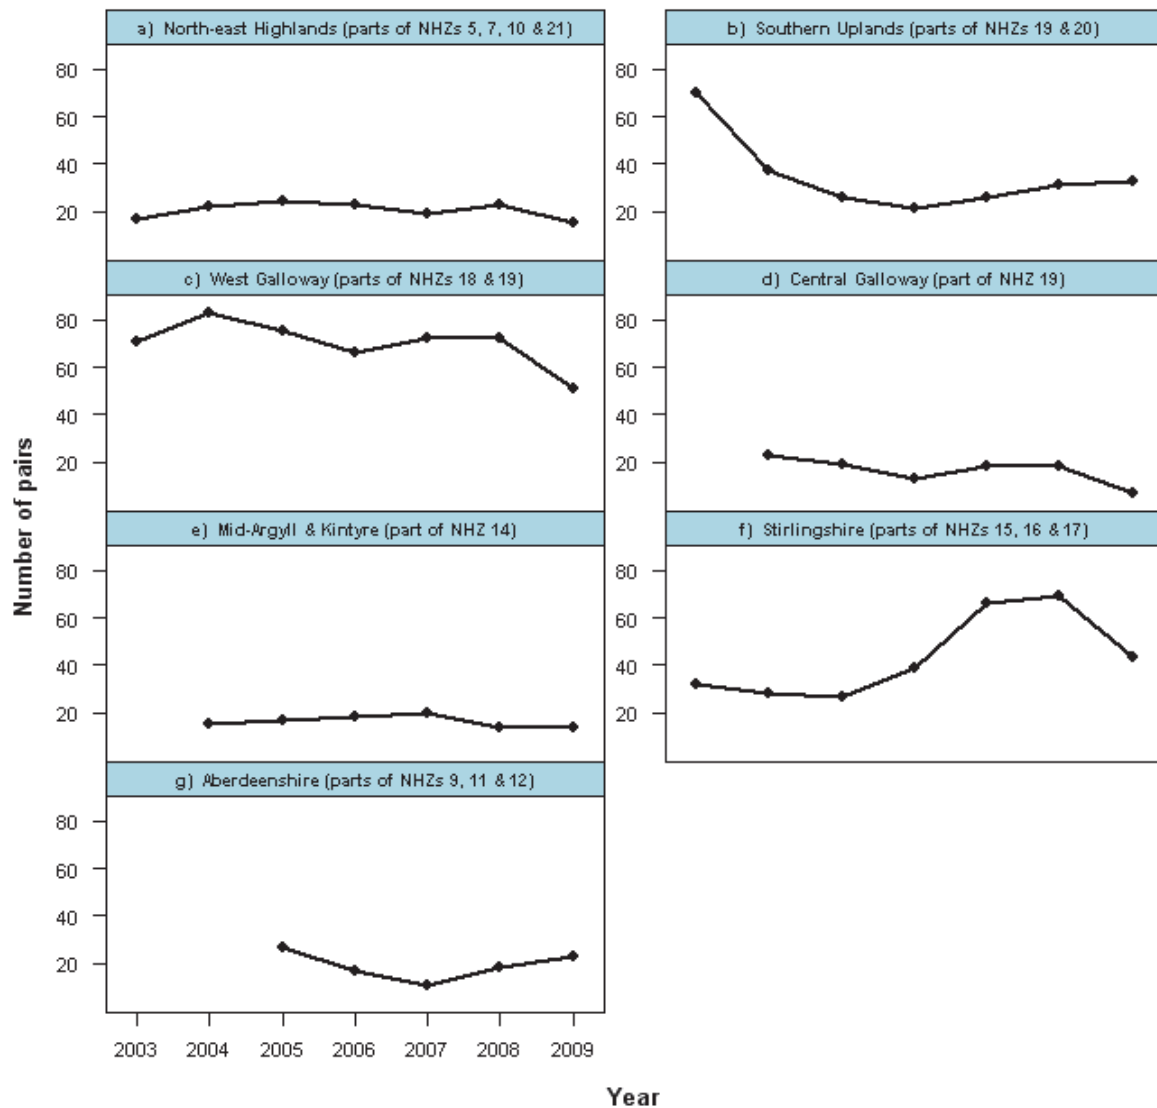 a) North-east Highlands (parts of NHZs 5, 7, 10 & 21)
80
60
40
20
b) Southern Uplands (parts of NHZs 19 & 20)
80
60
40
20
c) West Galloway (parts of NHZs 18 & 19)
80
60
40
20
d) Central Galloway (part of NHZ 19)
80
60
40
20
e) Mid-Argyll & Kintyre (part of NHZ 14)
80
60
40
20
f) Stirlingshire (parts of NHZs 15, 16 & 17)
80
60
40
20
g) Aberdeenshire (parts of NHZs 9, 11 & 12)
80
60
40
20
2003 2004 2005 2006 2007 2008 2009
Number of pairs
Year